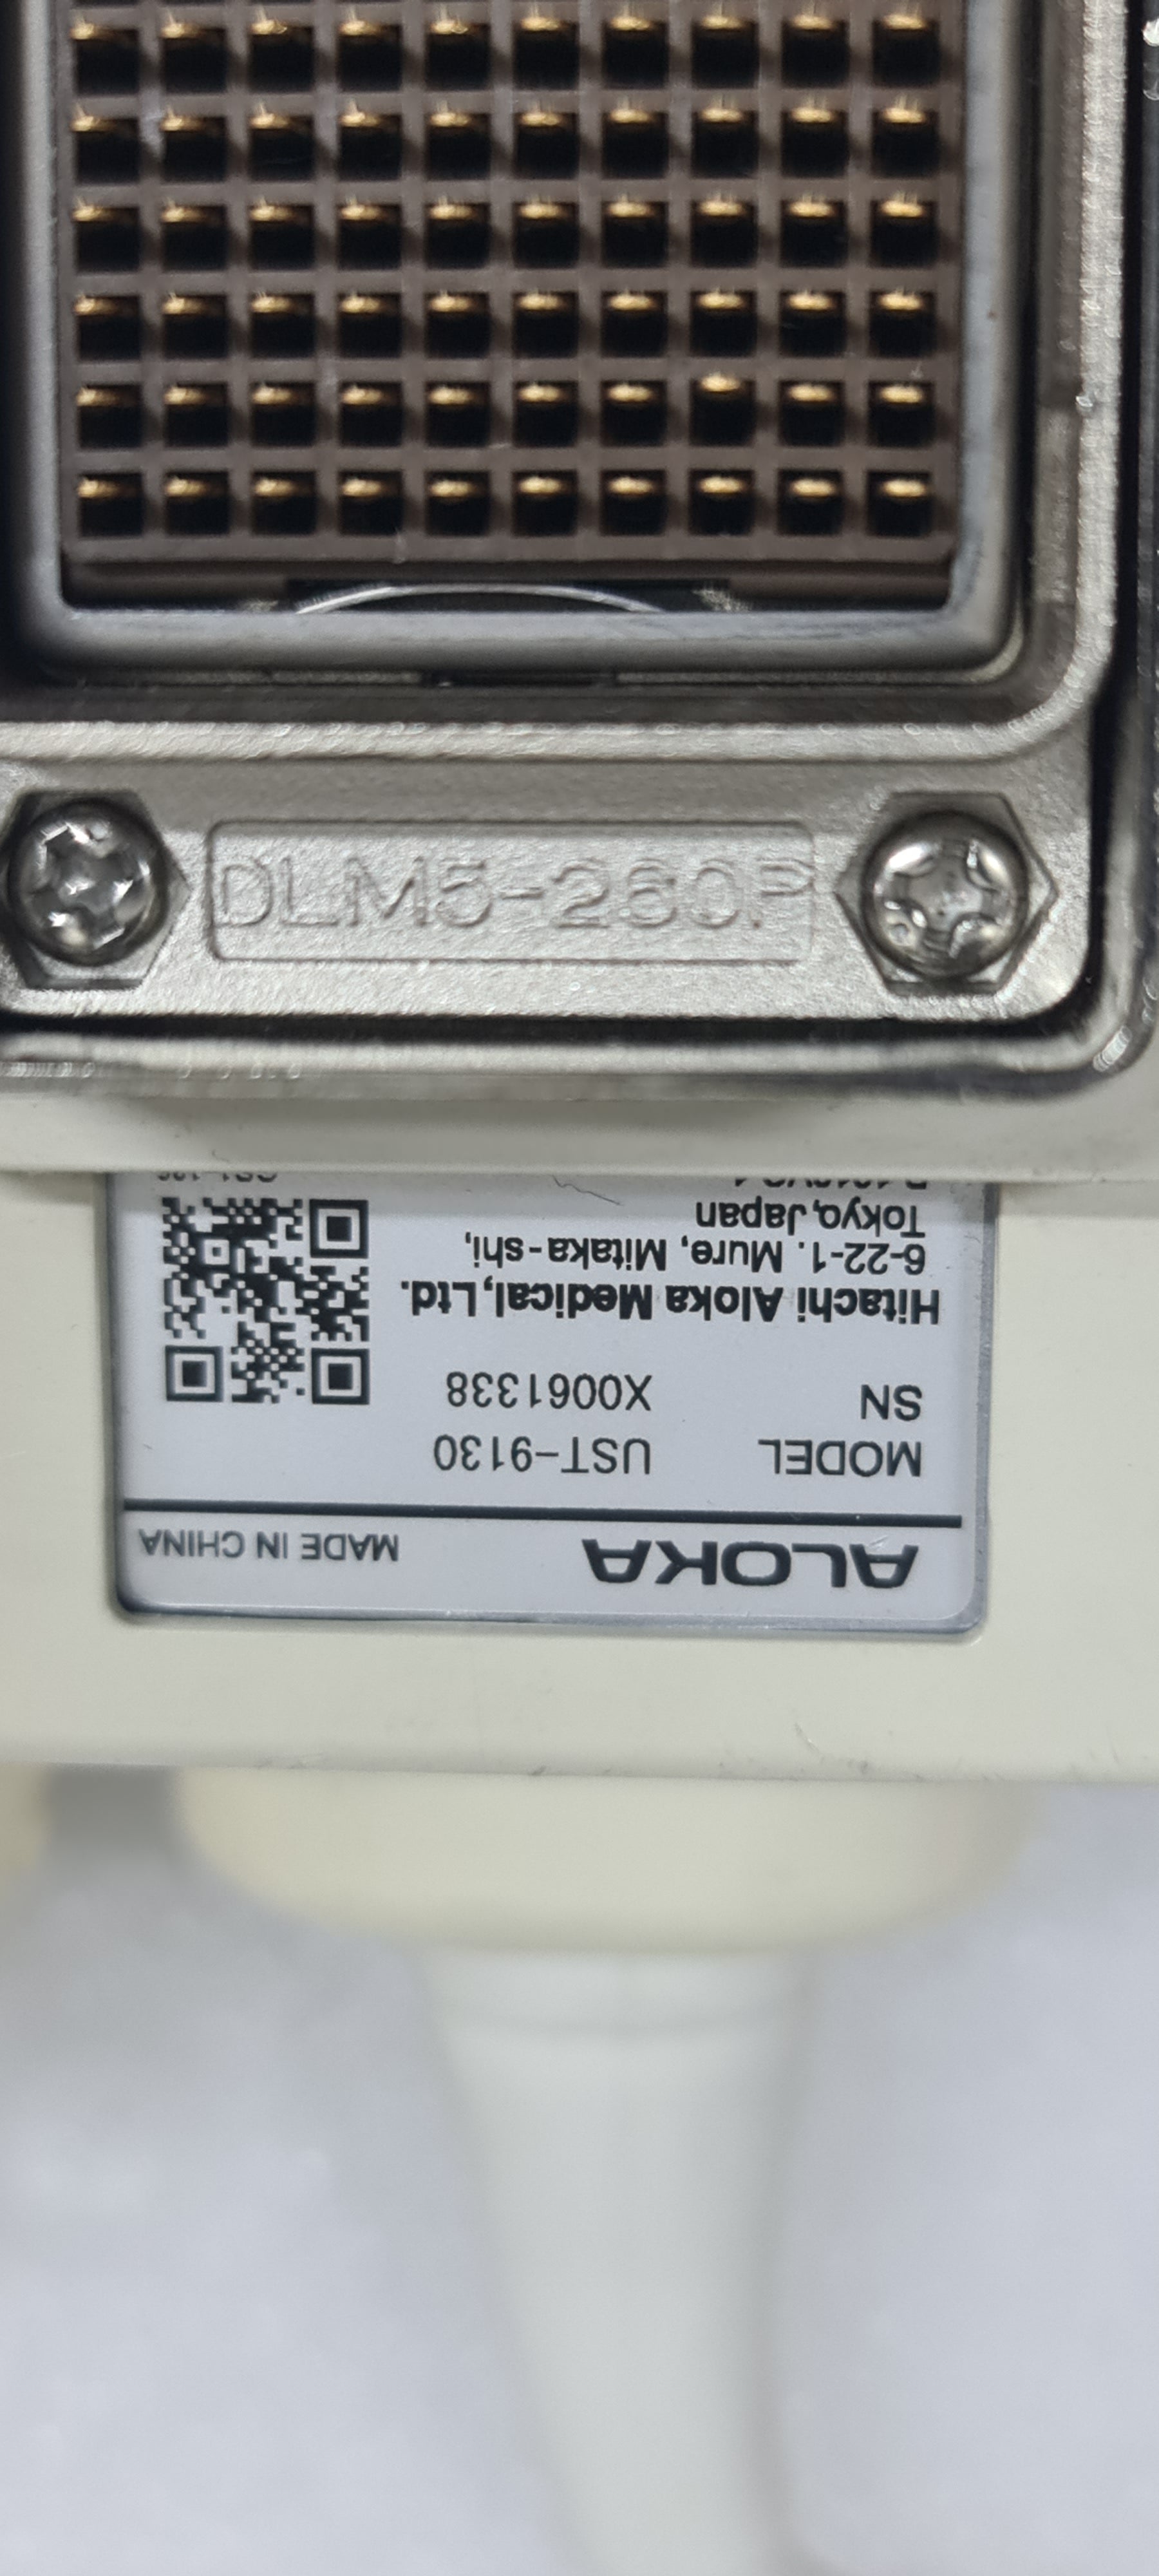 DLM5-260P
ALOKA MADE IN CHINA
MODEL UST-9130
SN X0061338
Hitachi Aloka Medical,Ltd.
6-22-1. Mure, Mitaka-shi,
Tokyo,Japan